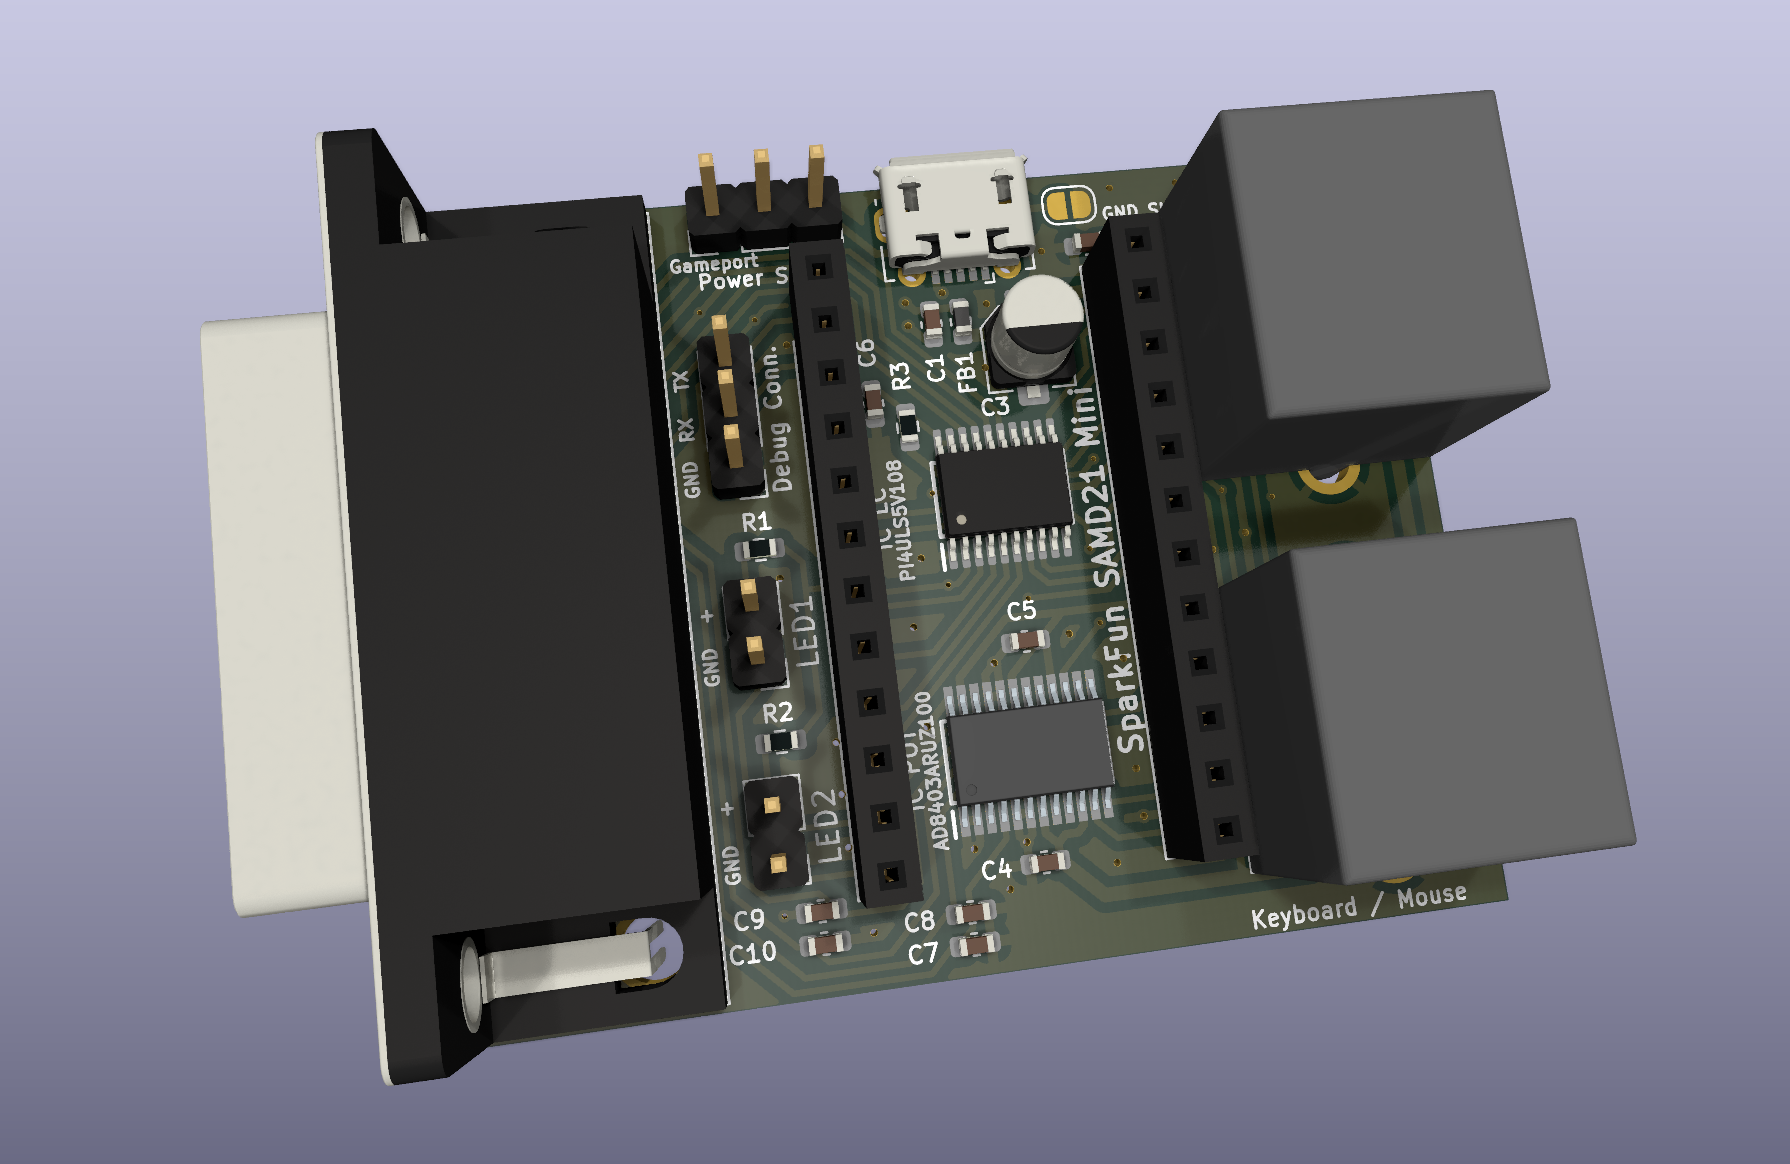 Gameport
Power S
GND
TX
RX
GND
Debug Conn.
C6
R3
C1
FB1
C3
PI4ULS5V108
R1
+
GND
LED1
C5
SparkFun SAMD21 Mini
R2
AD8403ARUZ100
+
GND
LED2
C4
C9
C10
C8
C7
Keyboard / Mouse